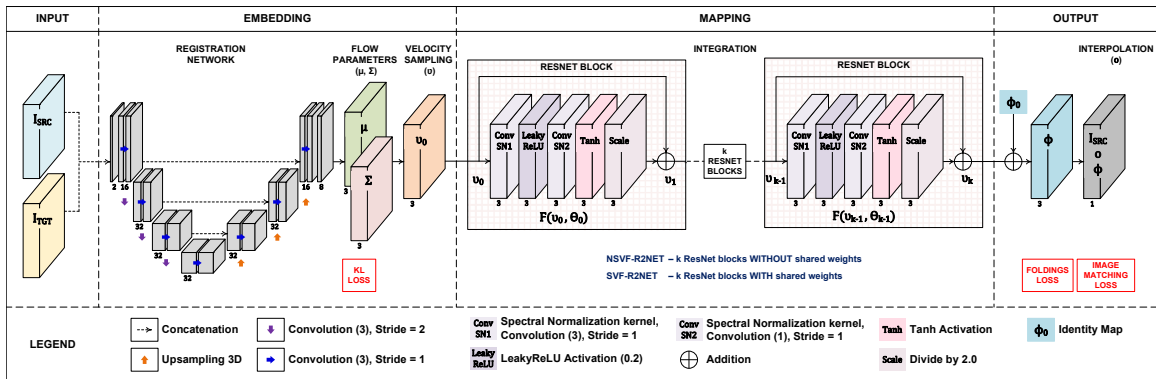 INPUT
EMBEDDING
MAPPING
OUTPUT
REGISTRATION
NETWORK
FLOW
PARAMETERS
(μ, Σ)
VELOCITY
SAMPLING
(υ)
INTEGRATION
INTERPOLATION
(o)
RESNET BLOCK
RESNET BLOCK
I_SRC
I_TGT
2 16
32
32
32
32
32
16 8
μ
3
Σ
3
υ₀
3
υ₀
Conv
SN1
Leaky
ReLU
Conv
SN2
Tanh
Scale
3 3 3 3 3
F(υ₀, Θ₀)
υ₁
k
RESNET
BLOCKS
υ_k-1
Conv
SN1
Leaky
ReLU
Conv
SN2
Tanh
Scale
3 3 3 3 3
F(υ_k-1, Θ_k-1)
υ_k
ϕ₀
ϕ
3
I_SRC
o
ϕ
1
KL
LOSS
NSVF-R2NET – k ResNet blocks WITHOUT shared weights
SVF-R2NET – k ResNet blocks WITH shared weights
FOLDINGS
LOSS
IMAGE
MATCHING
LOSS
LEGEND
Concatenation
Upsampling 3D
Convolution (3), Stride = 2
Convolution (3), Stride = 1
Conv
SN1
Spectral Normalization kernel,
Convolution (3), Stride = 1
Leaky
ReLU
LeakyReLU Activation (0.2)
Conv
SN2
Spectral Normalization kernel,
Convolution (1), Stride = 1
Addition
Tanh
Tanh Activation
Scale
Divide by 2.0
ϕ₀
Identity Map